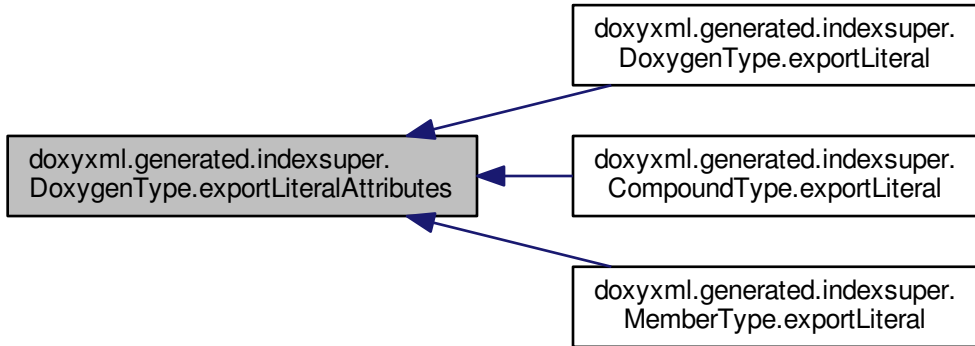 doxyxml.generated.indexsuper.
DoxygenType.exportLiteral
doxyxml.generated.indexsuper.
DoxygenType.exportLiteralAttributes
doxyxml.generated.indexsuper.
CompoundType.exportLiteral
doxyxml.generated.indexsuper.
MemberType.exportLiteral